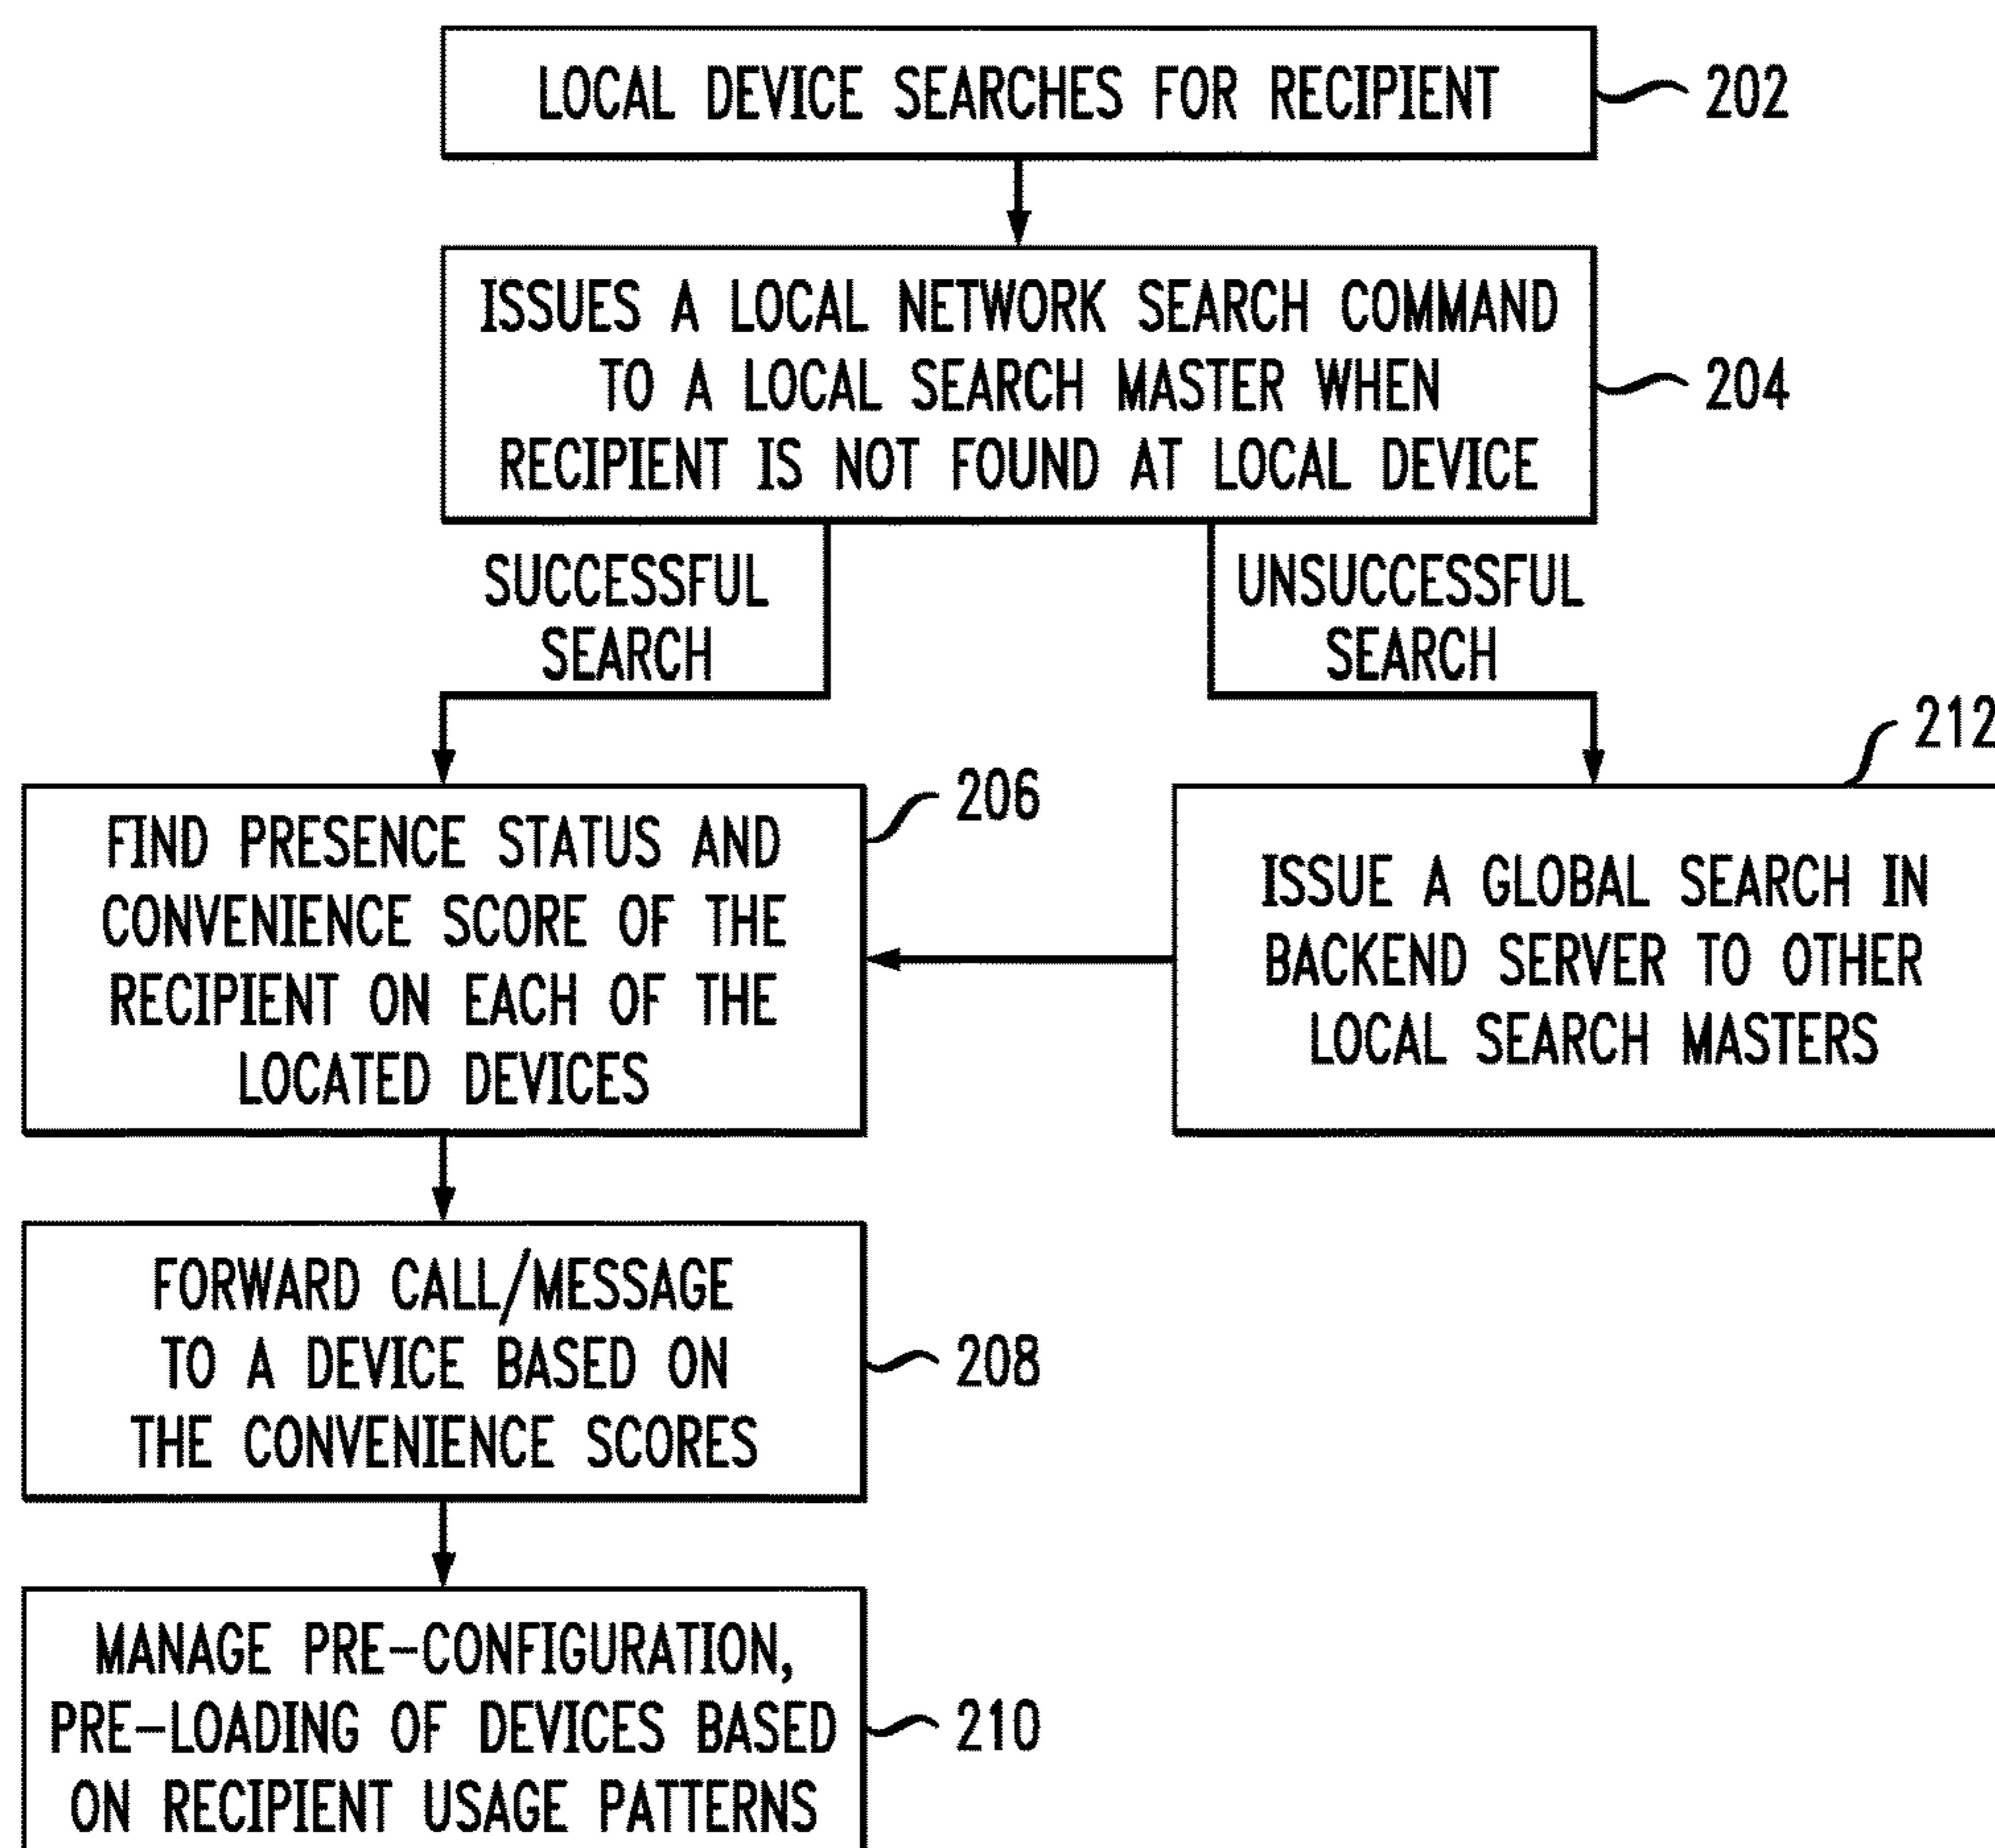 LOCAL DEVICE SEARCHES FOR RECIPIENT
202
ISSUES A LOCAL NETWORK SEARCH COMMAND
TO A LOCAL SEARCH MASTER WHEN
RECIPIENT IS NOT FOUND AT LOCAL DEVICE
204
SUCCESSFUL
SEARCH
UNSUCCESSFUL
SEARCH
212
206
FIND PRESENCE STATUS AND
CONVENIENCE SCORE OF THE
RECIPIENT ON EACH OF THE
LOCATED DEVICES
ISSUE A GLOBAL SEARCH IN
BACKEND SERVER TO OTHER
LOCAL SEARCH MASTERS
FORWARD CALL/MESSAGE
TO A DEVICE BASED ON
THE CONVENIENCE SCORES
208
MANAGE PRE-CONFIGURATION,
PRE-LOADING OF DEVICES BASED
ON RECIPIENT USAGE PATTERNS
210